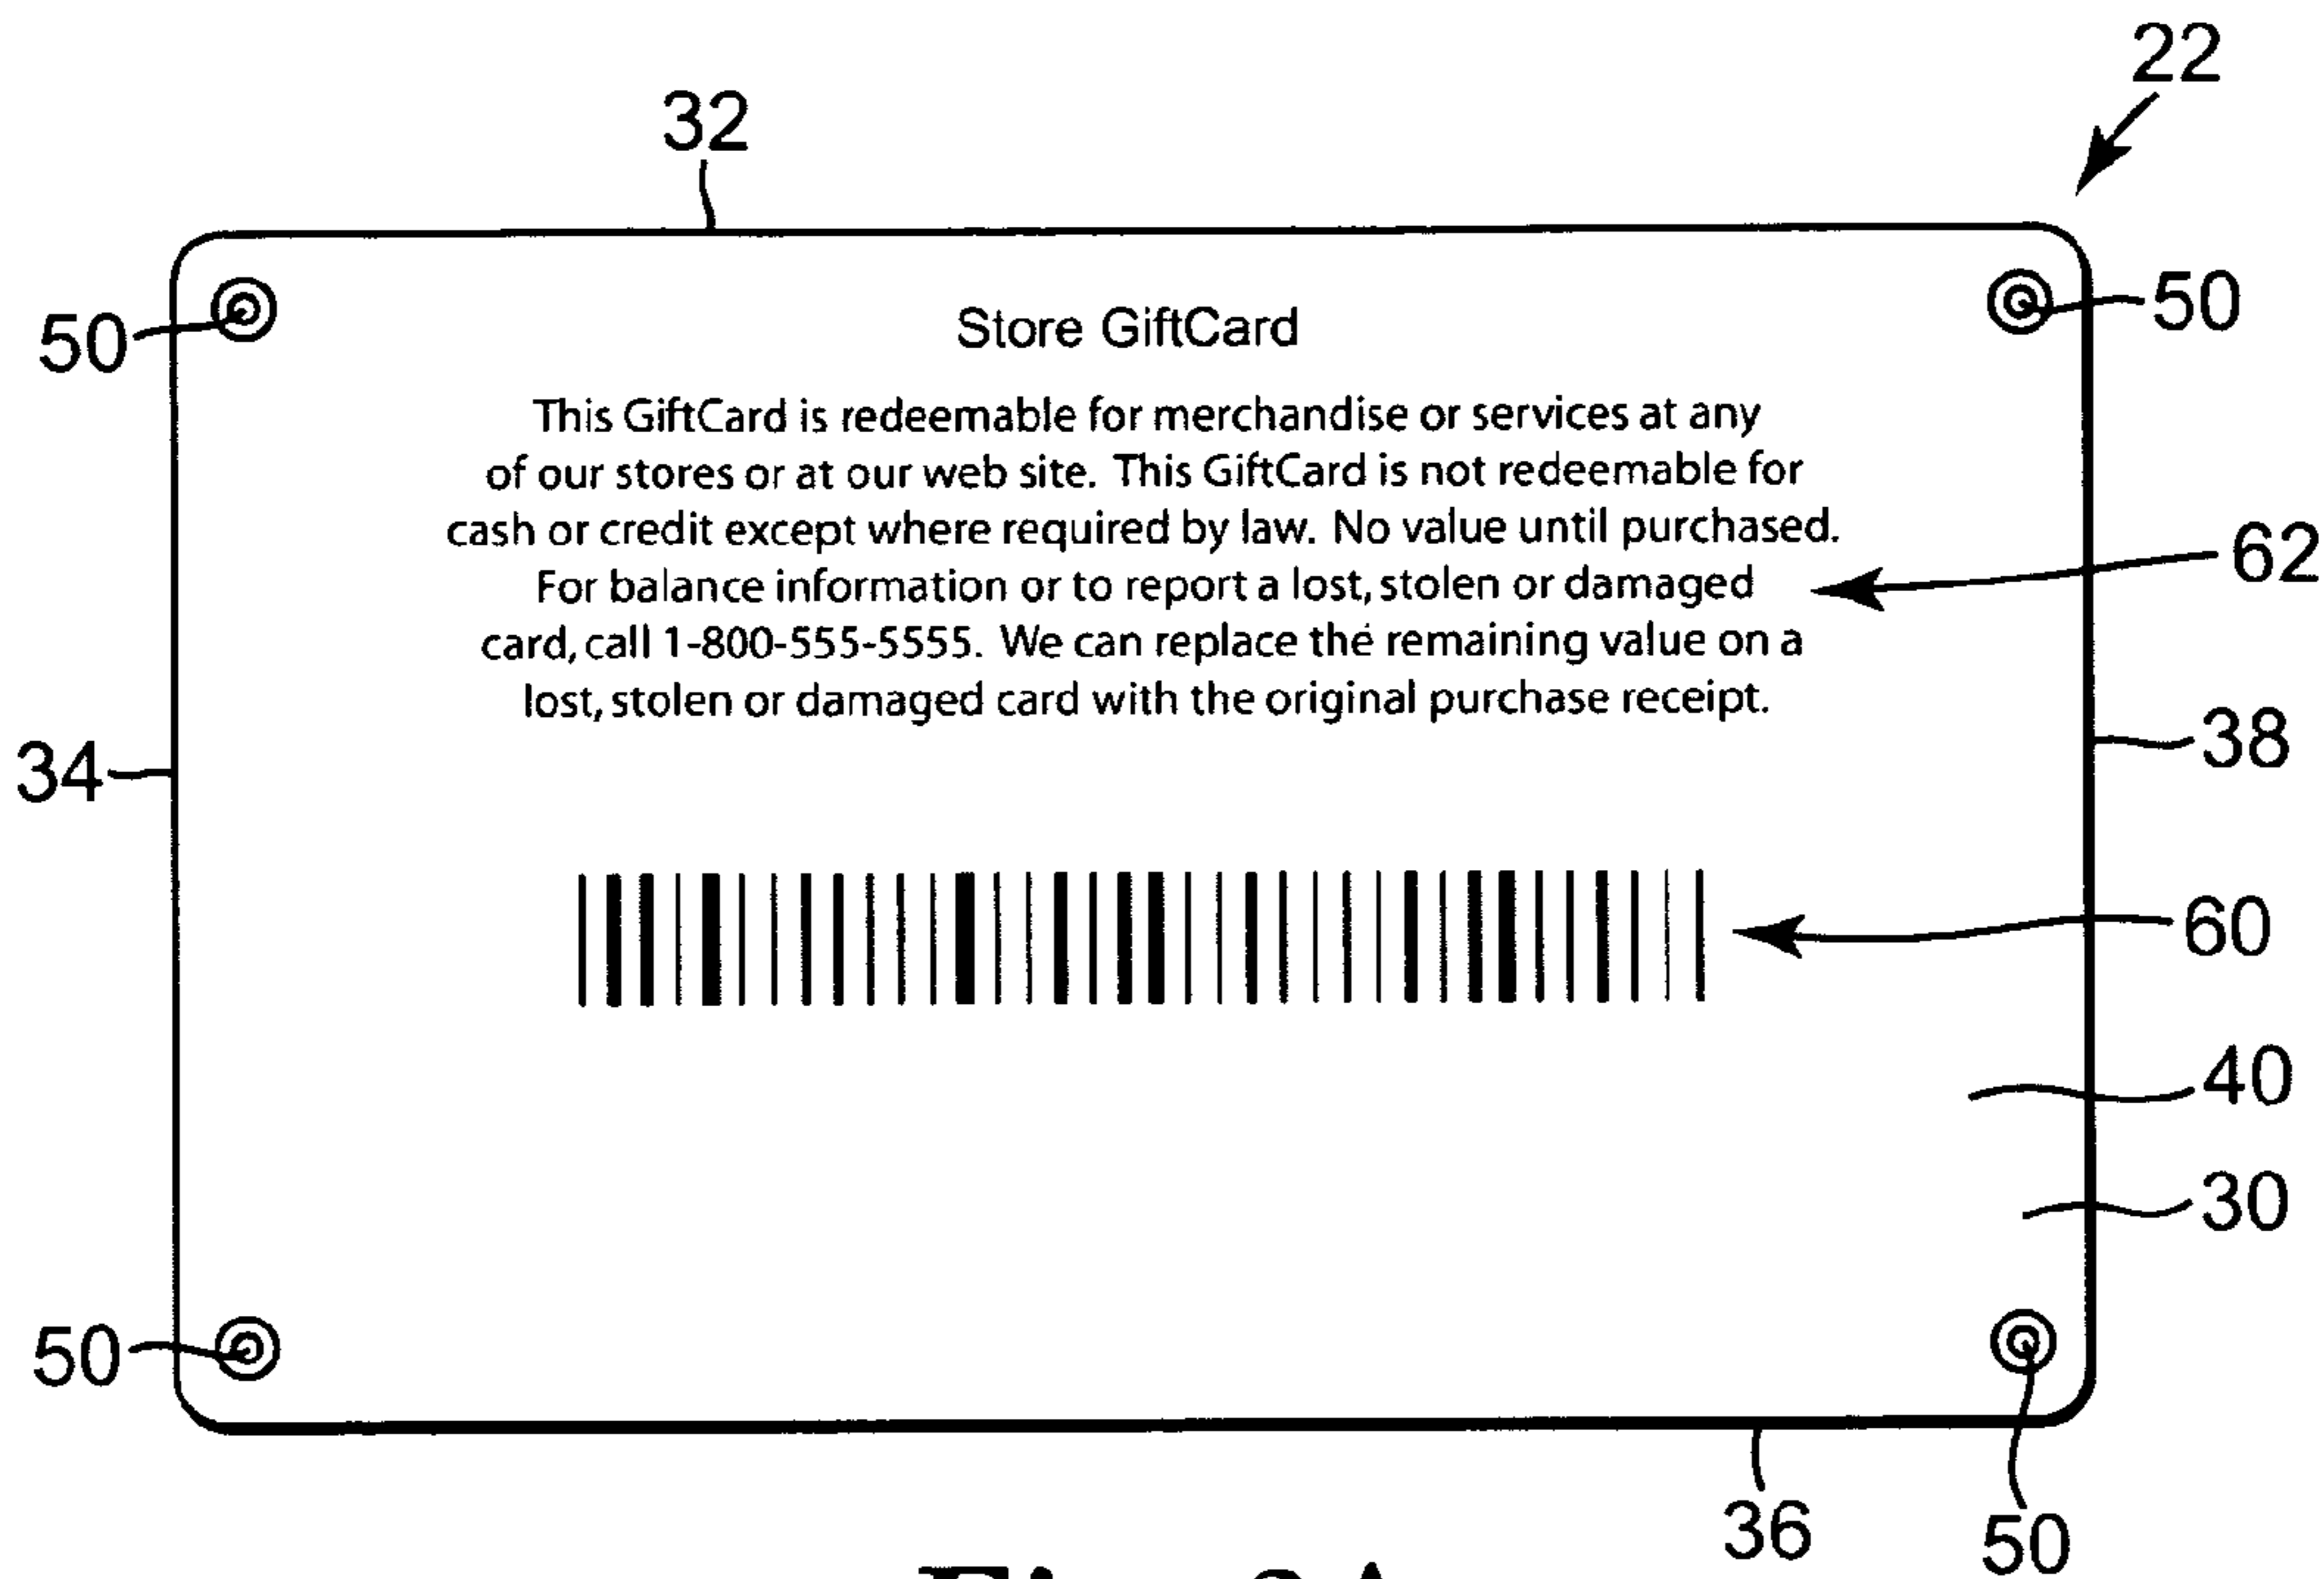 22
32
50
50
Store GiftCard
This GiftCard is redeemable for merchandise or services at any
of our stores or at our web site. This GiftCard is not redeemable for
cash or credit except where required by law. No value until purchased.
62
For balance information or to report a lost, stolen or damaged
card, call 1-800-555-5555. We can replace the remaining value on a
lost, stolen or damaged card with the original purchase receipt.
34
38
60
40
30
50
36
50